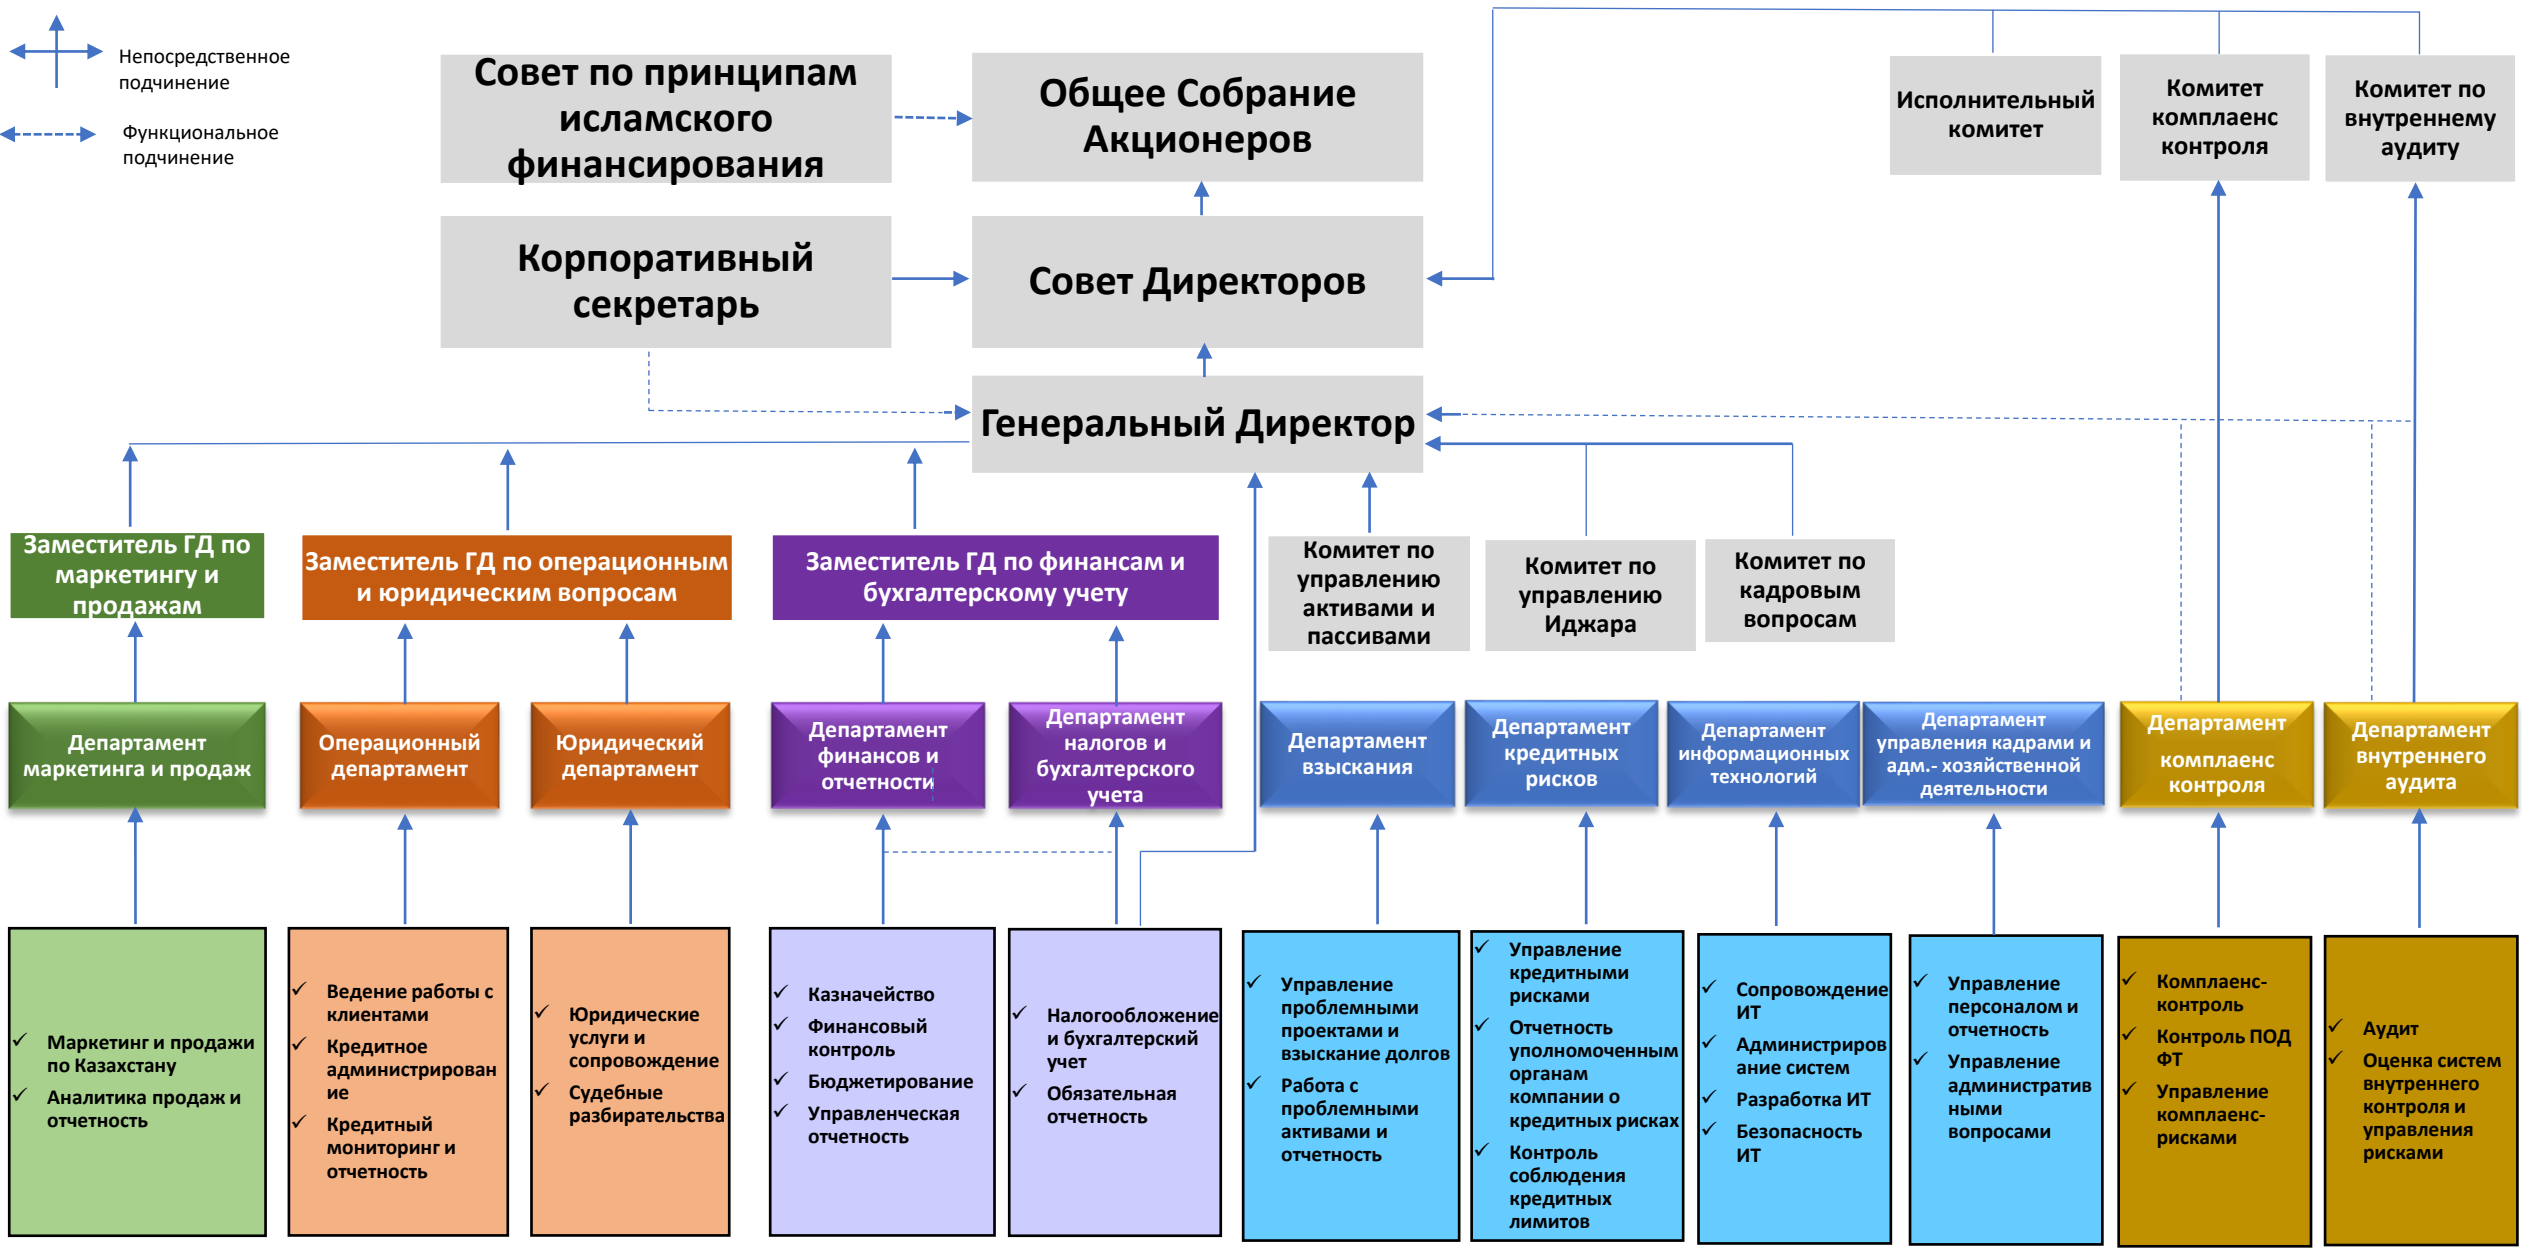 Непосредственное
подчинение
Функциональное
подчинение
Совет по принципам
исламского
финансирования
Общее Собрание
Акционеров
Исполнительный
комитет
Комитет
комплаенс
контроля
Комитет по
внутреннему
аудиту
Корпоративный
секретарь
Совет Директоров
Генеральный Директор
Заместитель ГД по
маркетингу и
продажам
Заместитель ГД по операционным
и юридическим вопросам
Заместитель ГД по финансам и
бухгалтерскому учету
Комитет по
управлению
активами и
пассивами
Комитет по
управлению
Иджара
Комитет по
кадровым
вопросам
Департамент
маркетинга и продаж
Операционный
департамент
Юридический
департамент
Департамент
финансов и
отчетности
Департамент
налогов и
бухгалтерского
учета
Департамент
взыскания
Департамент
кредитных
рисков
Департамент
информационных
технологий
Департамент
управления кадрами и
адм.- хозяйственной
деятельности
Департамент
комплаенс
контроля
Департамент
внутреннего
аудита
✓ Маркетинг и продажи
по Казахстану
✓ Аналитика продаж и
отчетность
✓ Ведение работы с
клиентами
✓ Кредитное
администрирован
ие
✓ Кредитный
мониторинг и
отчетность
✓ Юридические
услуги и
сопровождение
✓ Судебные
разбирательства
✓ Казначейство
✓ Финансовый
контроль
✓ Бюджетирование
✓ Управленческая
отчетность
✓ Налогообложение
и бухгалтерский
учет
✓ Обязательная
отчетность
✓ Управление
проблемными
проектами и
взыскание долгов
✓ Работа с
проблемными
активами и
отчетность
✓ Управление
кредитными
рисками
✓ Отчетность
уполномоченным
органам
компании о
кредитных рисках
✓ Контроль
соблюдения
кредитных
лимитов
✓ Сопровождение
ИТ
✓ Администриров
ание систем
✓ Разработка ИТ
✓ Безопасность
ИТ
✓ Управление
персоналом и
отчетность
✓ Управление
административ
ными
вопросами
✓ Комплаенс-
контроль
✓ Контроль ПОД
ФТ
✓ Управление
комплаенс-
рисками
✓ Аудит
✓ Оценка систем
внутреннего
контроля и
управления
рисками